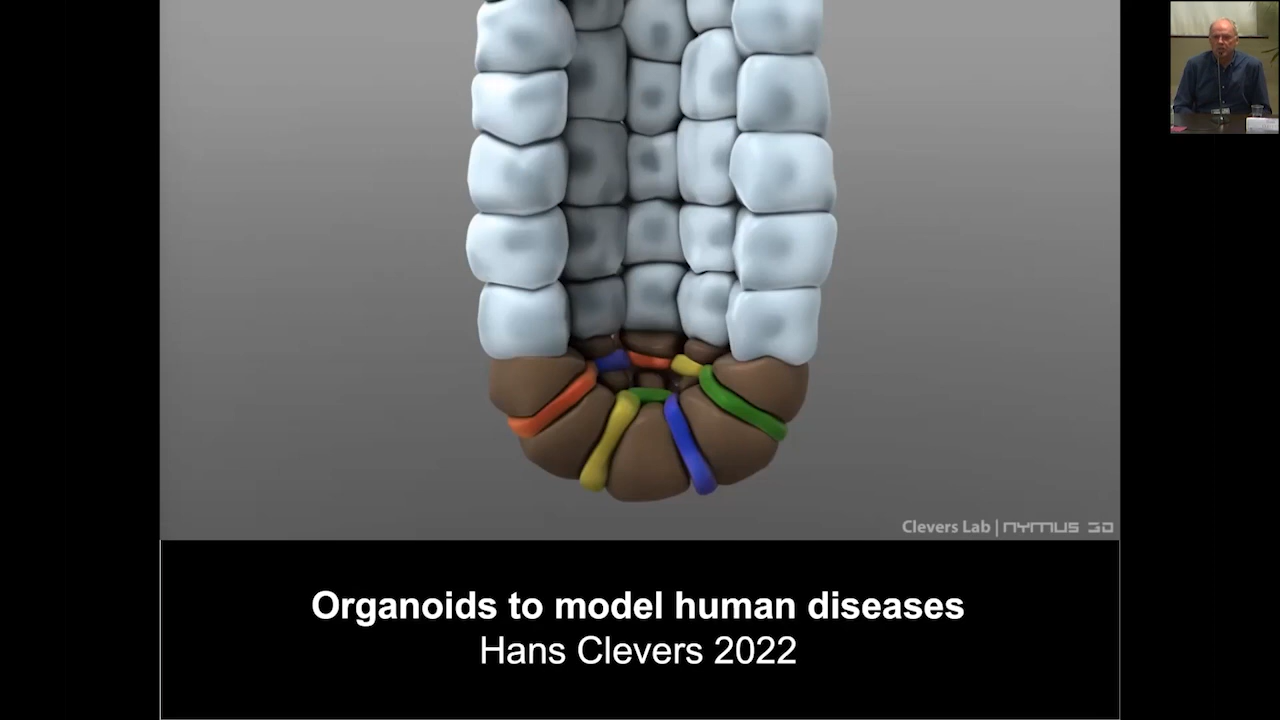 Clevers Lab | NYMUS 3D
Organoids to model human diseases
Hans Clevers 2022